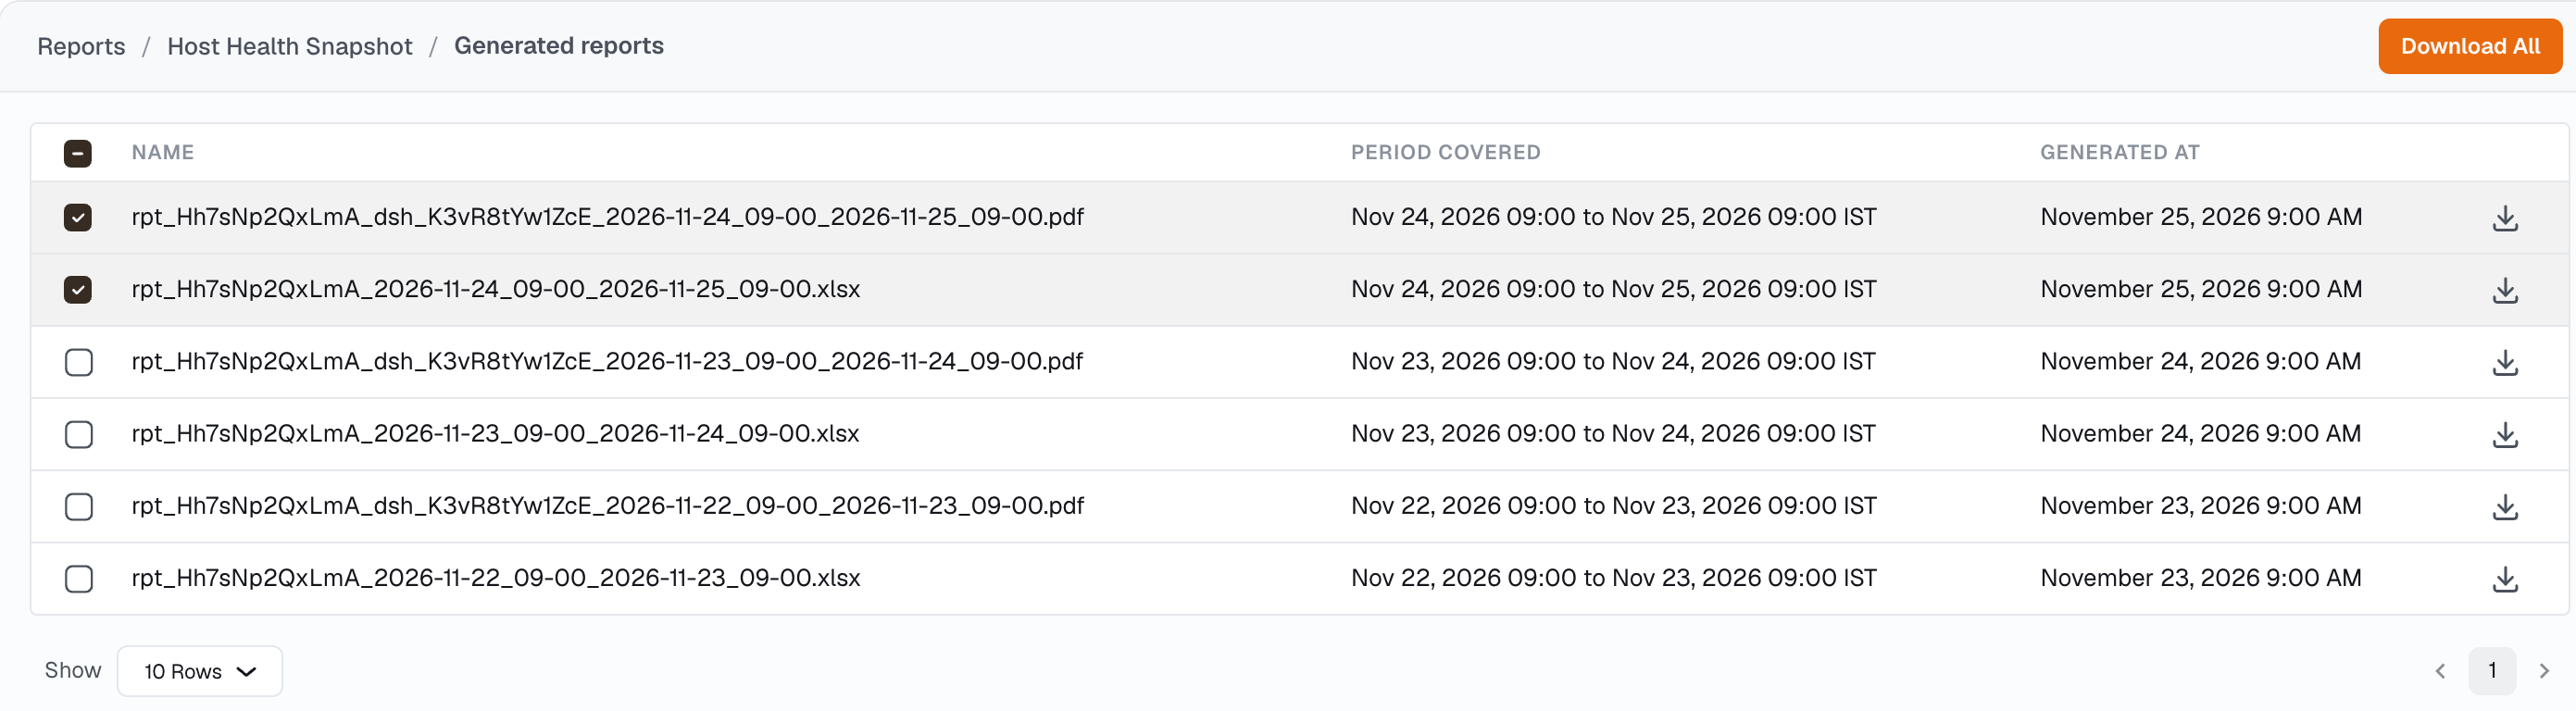 Reports / Host Health Snapshot / Generated reports
Download All
NAME PERIOD COVERED GENERATED AT
rpt_Hh7sNp2QxLmA_dsh_K3vR8tYw1ZcE_2026-11-24_09-00_2026-11-25_09-00.pdf Nov 24, 2026 09:00 to Nov 25, 2026 09:00 IST November 25, 2026 9:00 AM
rpt_Hh7sNp2QxLmA_2026-11-24_09-00_2026-11-25_09-00.xlsx Nov 24, 2026 09:00 to Nov 25, 2026 09:00 IST November 25, 2026 9:00 AM
rpt_Hh7sNp2QxLmA_dsh_K3vR8tYw1ZcE_2026-11-23_09-00_2026-11-24_09-00.pdf Nov 23, 2026 09:00 to Nov 24, 2026 09:00 IST November 24, 2026 9:00 AM
rpt_Hh7sNp2QxLmA_2026-11-23_09-00_2026-11-24_09-00.xlsx Nov 23, 2026 09:00 to Nov 24, 2026 09:00 IST November 24, 2026 9:00 AM
rpt_Hh7sNp2QxLmA_dsh_K3vR8tYw1ZcE_2026-11-22_09-00_2026-11-23_09-00.pdf Nov 22, 2026 09:00 to Nov 23, 2026 09:00 IST November 23, 2026 9:00 AM
rpt_Hh7sNp2QxLmA_2026-11-22_09-00_2026-11-23_09-00.xlsx Nov 22, 2026 09:00 to Nov 23, 2026 09:00 IST November 23, 2026 9:00 AM
Show 10 Rows 1